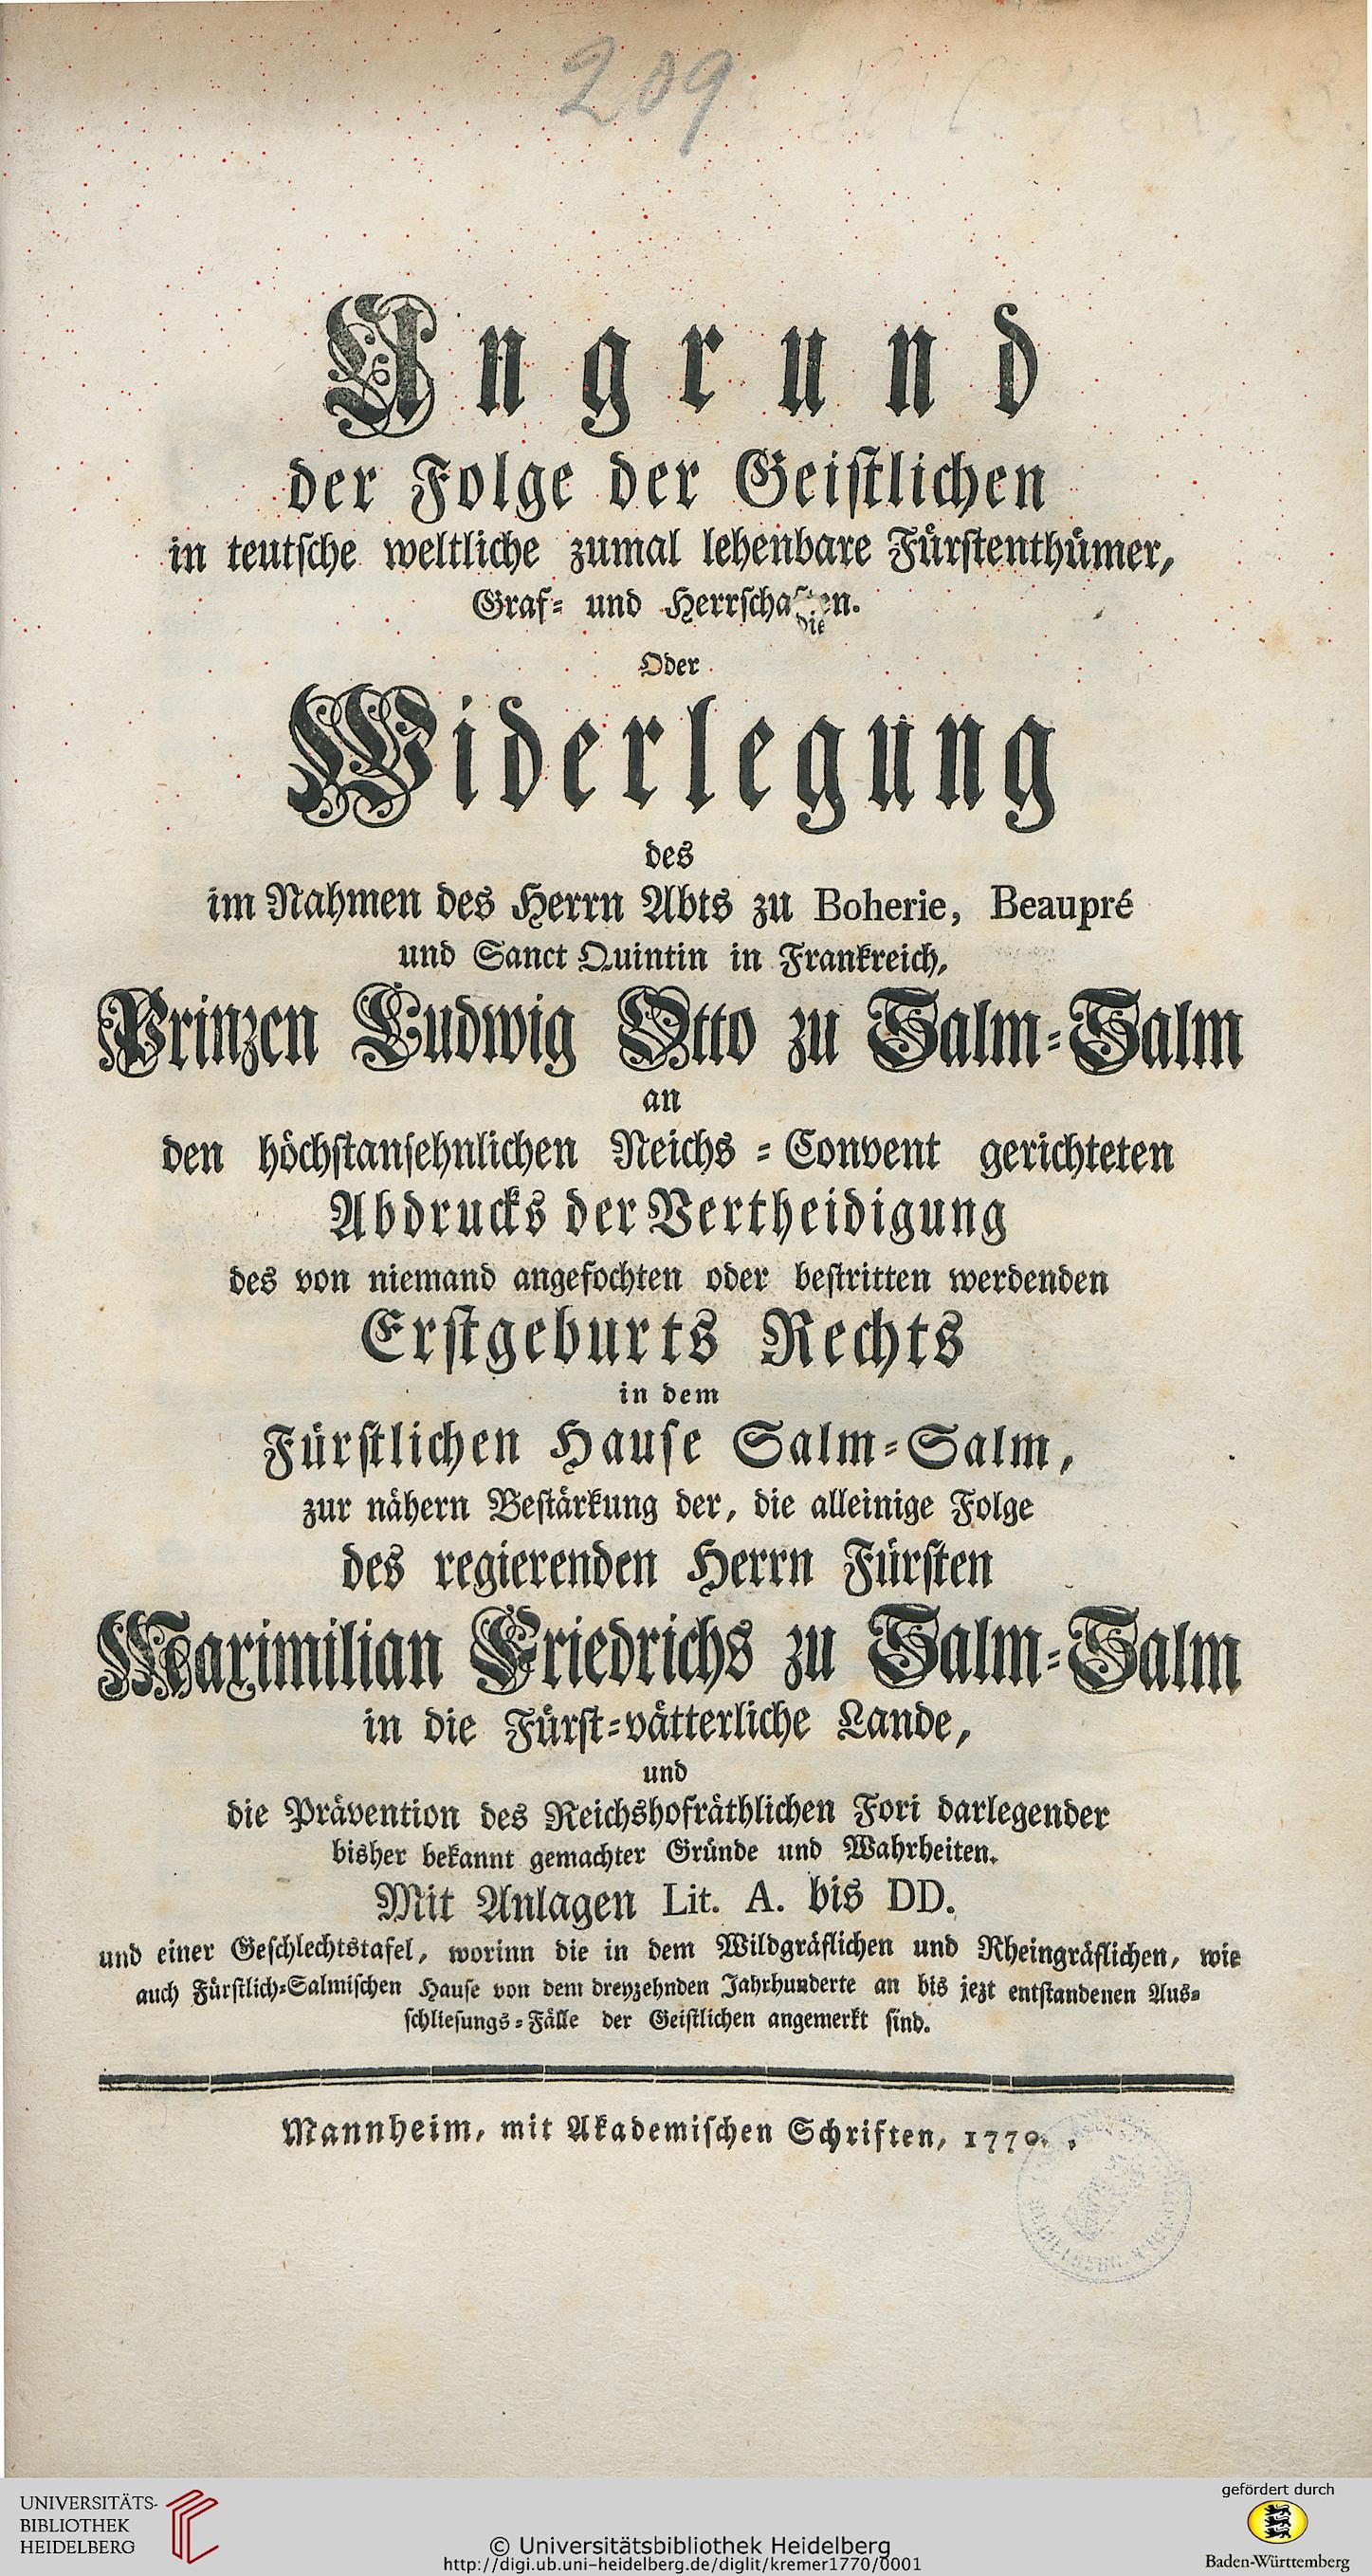 209
Ungrund
der Folge der Geistlichen
in teutsche weltliche zumal lehenbare Fürstenthümer,
Graf- und Herrschaften.
die
Oder
Widerlegung
des
im Nahmen des Herrn Abts zu Boherie, Beaupré
und Sanct Quintin in Frankreich,
Prinzen Ludwig Otto zu Salm-Salm
an
den höchstansehnlichen Reichs-Convent gerichteten
Abdrucks der Vertheidigung
des von niemand angefochten oder bestritten werdenden
Erstgeburts Rechts
in dem
Fürstlichen Hause Salm-Salm,
zur nähern Bestärkung der, die alleinige Folge
des regierenden Herrn Fürsten
Maximilian Friedrichs zu Salm-Salm
in die Fürst-vätterliche Lande,
und
die Prävention des Reichshofräthlichen Fori darlegender
bisher bekannt gemachter Gründe und Wahrheiten.
Mit Anlagen Lit. A. bis DD.
und einer Geschlechtstafel, worinn die in dem Wildgräflichen und Rheingräflichen, wie
auch Fürstlich-Salmischen Hause von dem dreyzehnden Jahrhunderte an bis jezt entstandenen Aus-
schliesungs-Fälle der Geistlichen angemerkt sind.
Mannheim, mit Akademischen Schriften, 1770.
UNIVERSITÄTS-
BIBLIOTHEK
HEIDELBERG
© Universitätsbibliothek Heidelberg
http://digi.ub.uni-heidelberg.de/diglit/kremer1770/0001
gefördert durch
Baden-Württemberg